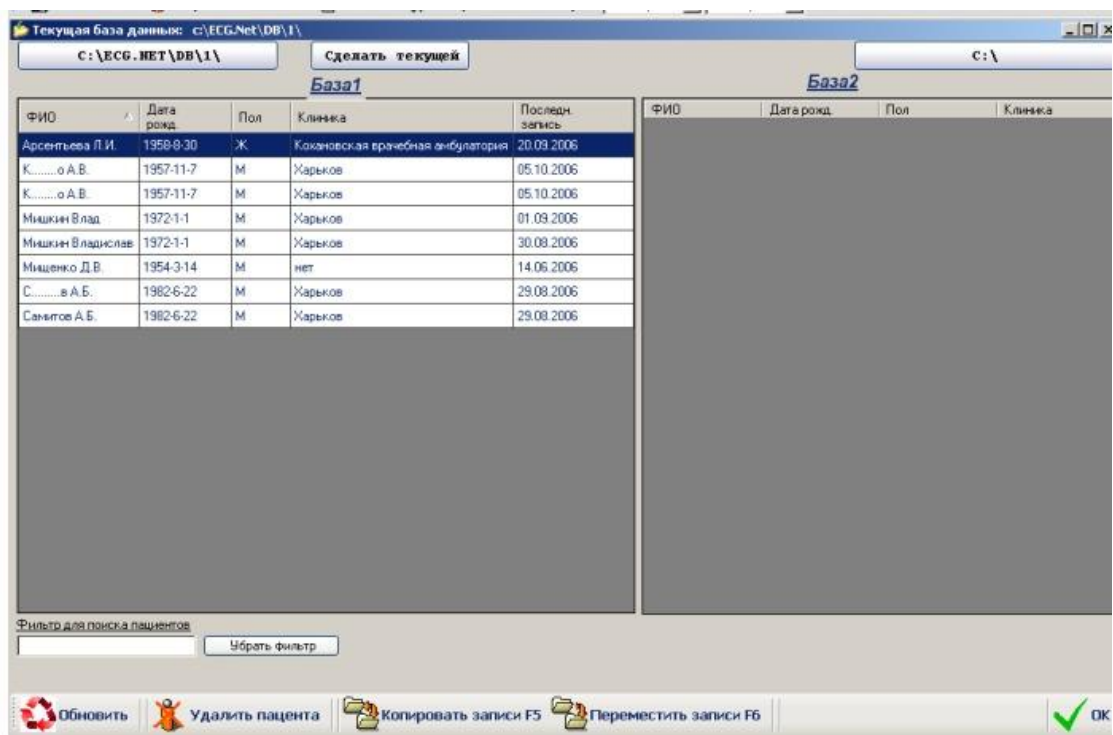 Текущая база данных: c:\ECG.Net\DB\1\
C:\ECG.NET\DB\1\ Сделать текущей C:\
База1 База2
ФИО Дата рожд. Пол Клиника Последн. запись ФИО Дата рожд. Пол Клиника
Арсентьева Л.И. 1958-8-30 Ж Кохановская врачебная амбулатория 20.09.2006
К........о А.В. 1957-11-7 М Харьков 05.10.2006
К........о А.В. 1957-11-7 М Харьков 05.10.2006
Мишкин Влад 1972-1-1 М Харьков 01.09.2006
Мишкин Владислав 1972-1-1 М Харьков 30.08.2006
Мищенко Д.В. 1954-3-14 М нет 14.06.2006
С.........в А.Б. 1982-6-22 М Харьков 29.08.2006
Самитов А.Б. 1982-6-22 М Харьков 29.08.2006
Фильтр для поиска пациентов
Убрать фильтр
Обновить Удалить пацента Копировать записи F5 Переместить записи F6 ОК